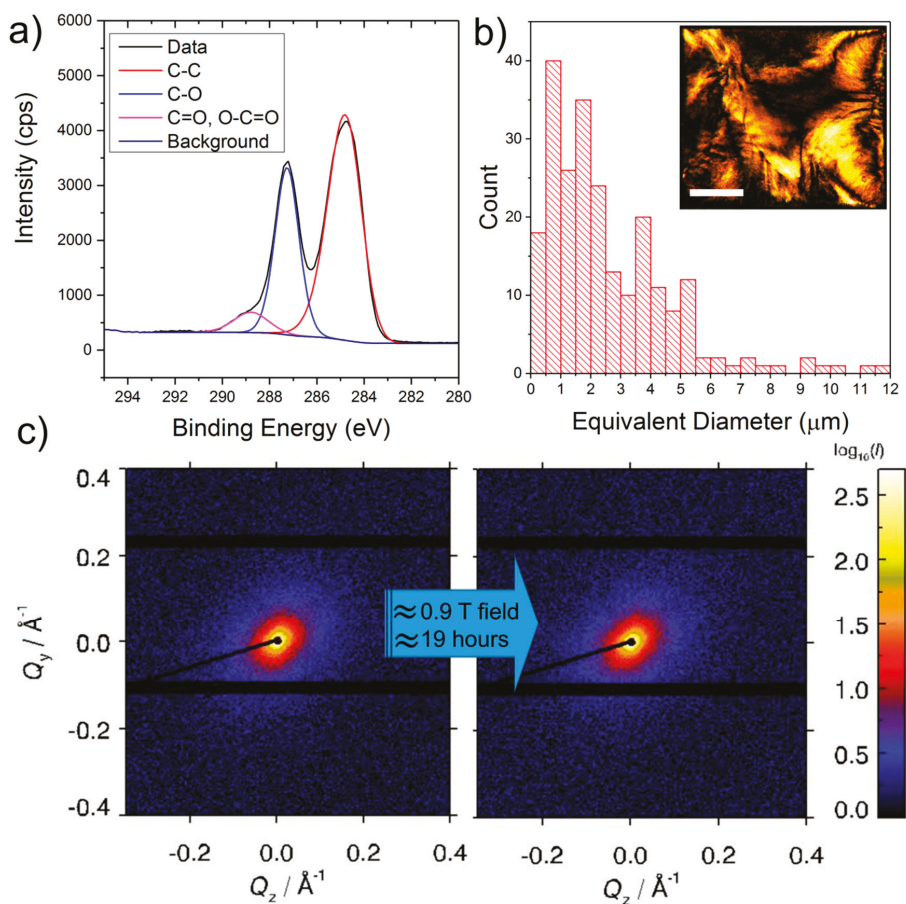 a)
6000
5000
4000
3000
2000
1000
0
Intensity (cps)
Data
C-C
C-O
C=O, O-C=O
Background
294 292 290 288 286 284 282 280
Binding Energy (eV)
b)
40
30
20
10
0
Count
0 1 2 3 4 5 6 7 8 9 10 11 12
Equivalent Diameter (μm)
c)
0.4
0.2
0.0
-0.2
-0.4
Qy / Å-1
-0.2 0.0 0.2 0.4
Qz / Å-1
≈0.9 T field
≈19 hours
-0.2 0.0 0.2 0.4
Qz / Å-1
log10(I)
2.5
2.0
1.5
1.0
0.5
0.0